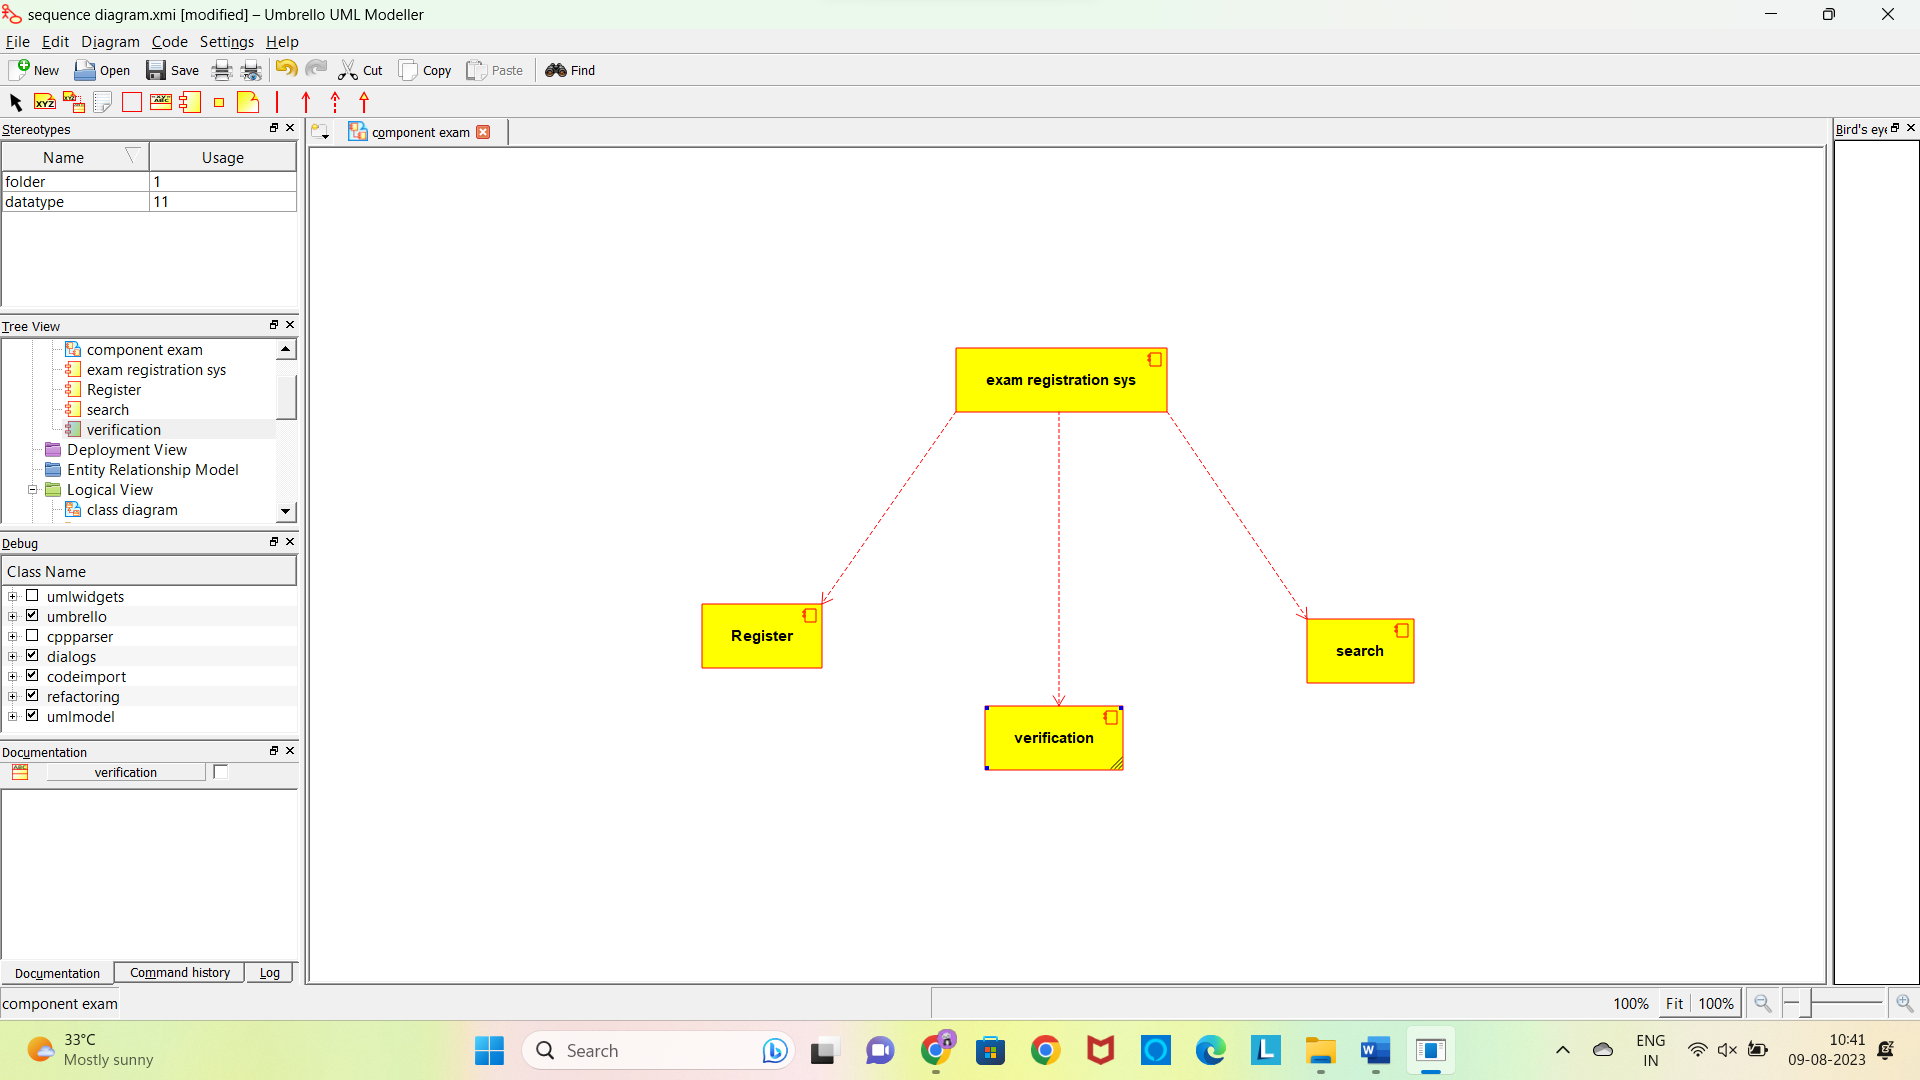 sequence diagram.xmi [modified] – Umbrello UML Modeller
File Edit Diagram Code Settings Help
New Open Save Cut Copy Paste Find
XYZ XYZ ABC
Stereotypes
Name Usage
folder 1
datatype 11
Tree View
component exam
exam registration sys
Register
search
verification
Deployment View
Entity Relationship Model
Logical View
class diagram
Debug
Class Name
umlwidgets
umbrello
cppparser
dialogs
codeimport
refactoring
umlmodel
Documentation
ABC verification
Documentation Command history Log
component exam
component exam
exam registration sys
Register
search
verification
Bird's eye
100% Fit 100%
33°C
Mostly sunny
Search
L
W
ENG
IN
10:41
09-08-2023